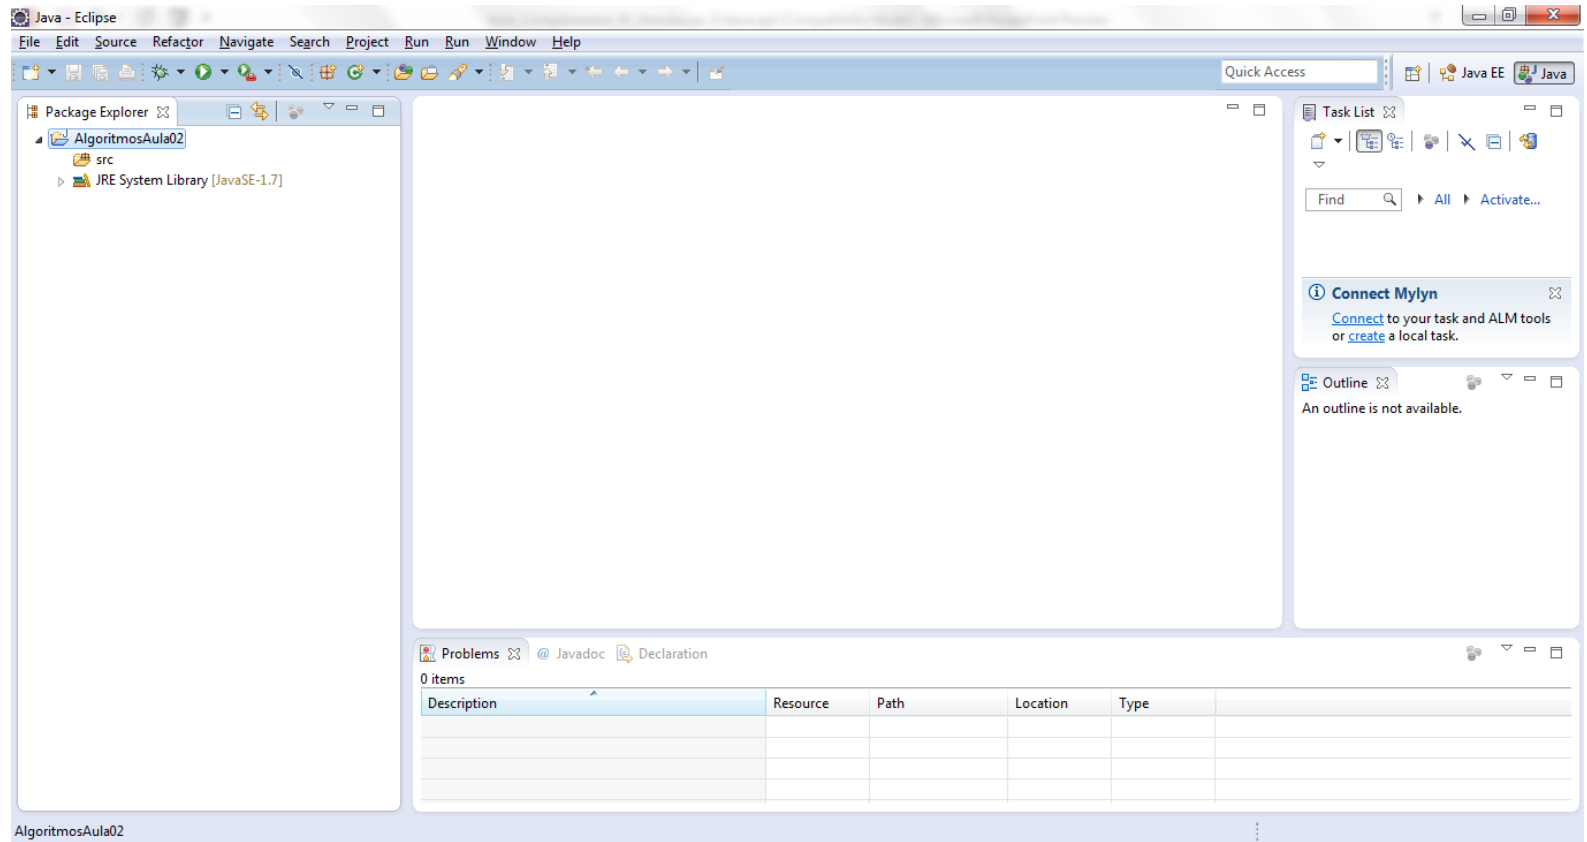 Java - Eclipse
File Edit Source Refactor Navigate Search Project Run Run Window Help
Quick Access
Java EE
Java
Package Explorer
AlgoritmosAula02
src
JRE System Library [JavaSE-1.7]
Task List
Find
All
Activate...
Connect Mylyn
Connect to your task and ALM tools
or create a local task.
Outline
An outline is not available.
Problems @ Javadoc Declaration
0 items
Description Resource Path Location Type
AlgoritmosAula02